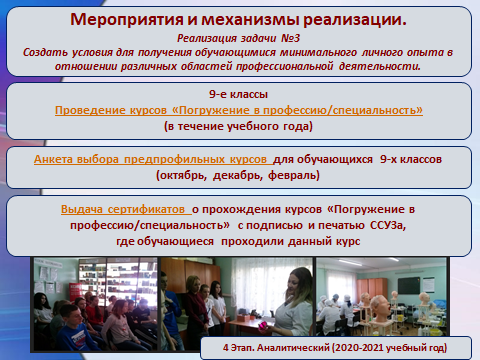 Мероприятия и механизмы реализации.
Реализация задачи №3
Создать условия для получения обучающимися минимального личного опыта в
отношении различных областей профессиональной деятельности.
9-е классы
Проведение курсов «Погружение в профессию/специальность»
(в течение учебного года)
Анкета выбора предпрофильных курсов для обучающихся 9-х классов
(октябрь, декабрь, февраль)
Выдача сертификатов о прохождения курсов «Погружение в
профессию/специальность» с подписью и печатью ССУЗа,
где обучающиеся проходили данный курс
4 Этап. Аналитический (2020-2021 учебный год)